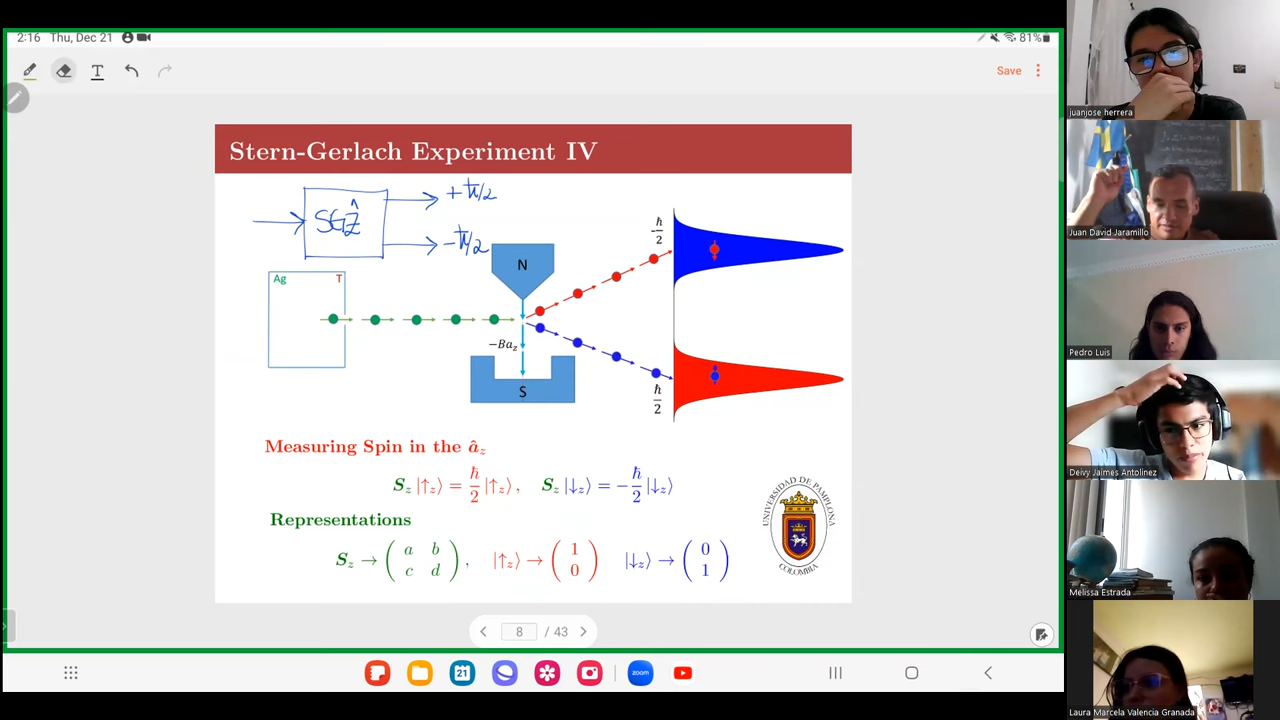 2:16 Thu, Dec 21
81%
Save
Stern-Gerlach Experiment IV
SGẑ
+ħ/2
-ħ/2
Ag
T
N
-Ba_z
S
-ħ/2
ħ/2
Measuring Spin in the â_z
S_z |↑_z⟩ = ħ/2 |↑_z⟩, S_z |↓_z⟩ = -ħ/2 |↓_z⟩
Representations
S_z → ( a b ; c d ), |↑_z⟩ → ( 1 ; 0 ) |↓_z⟩ → ( 0 ; 1 )
UNIVERSIDAD DE PAMPLONA
COLOMBIA
8 / 43
21
zoom
juanjose herrera
Juan David Jaramillo
Pedro Luis
Deivy Jaimes Antolinez
Melissa Estrada
Laura Marcela Valencia Granada